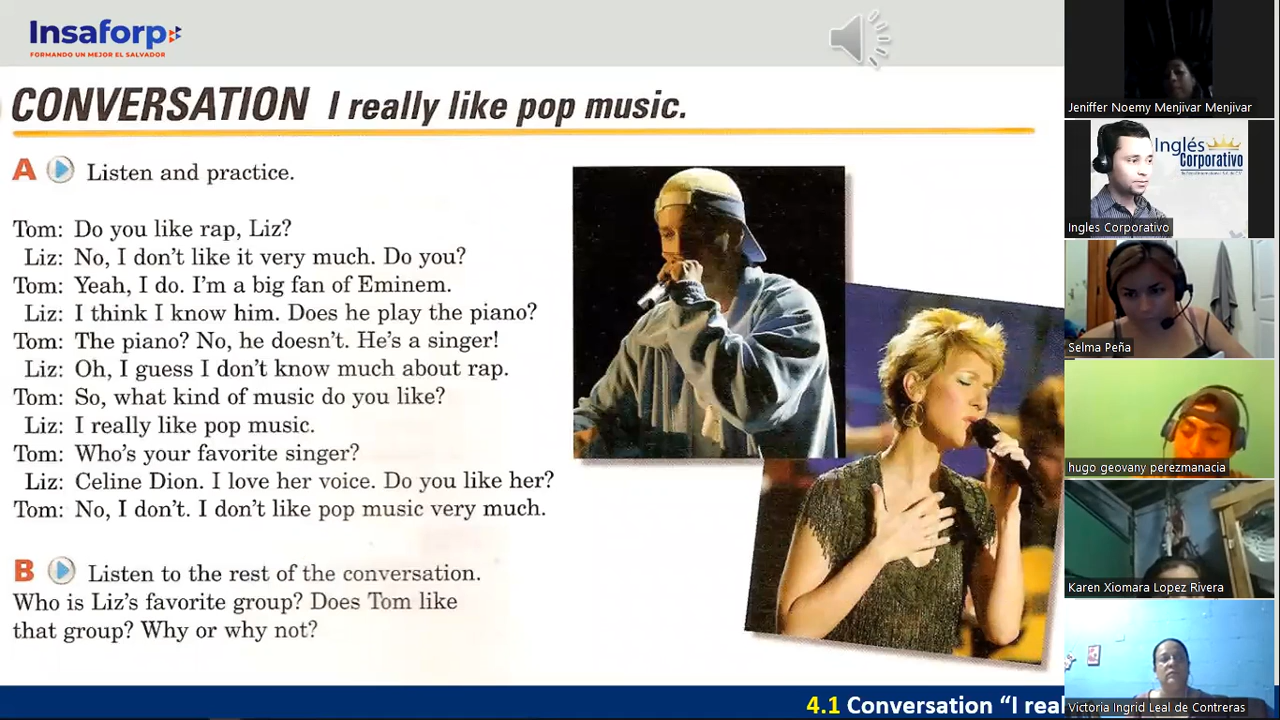 Insaforp
FORMANDO UN MEJOR EL SALVADOR
CONVERSATION I really like pop music.
A Listen and practice.
Tom: Do you like rap, Liz?
Liz: No, I don't like it very much. Do you?
Tom: Yeah, I do. I'm a big fan of Eminem.
Liz: I think I know him. Does he play the piano?
Tom: The piano? No, he doesn't. He's a singer!
Liz: Oh, I guess I don't know much about rap.
Tom: So, what kind of music do you like?
Liz: I really like pop music.
Tom: Who's your favorite singer?
Liz: Celine Dion. I love her voice. Do you like her?
Tom: No, I don't. I don't like pop music very much.
B Listen to the rest of the conversation.
Who is Liz's favorite group? Does Tom like
that group? Why or why not?
4.1 Conversation "I real
Jeniffer Noemy Menjivar Menjivar
Inglés
Corporativo
Ingles Corporativo
Selma Peña
hugo geovany perezmanacia
Karen Xiomara Lopez Rivera
Victoria Ingrid Leal de Contreras